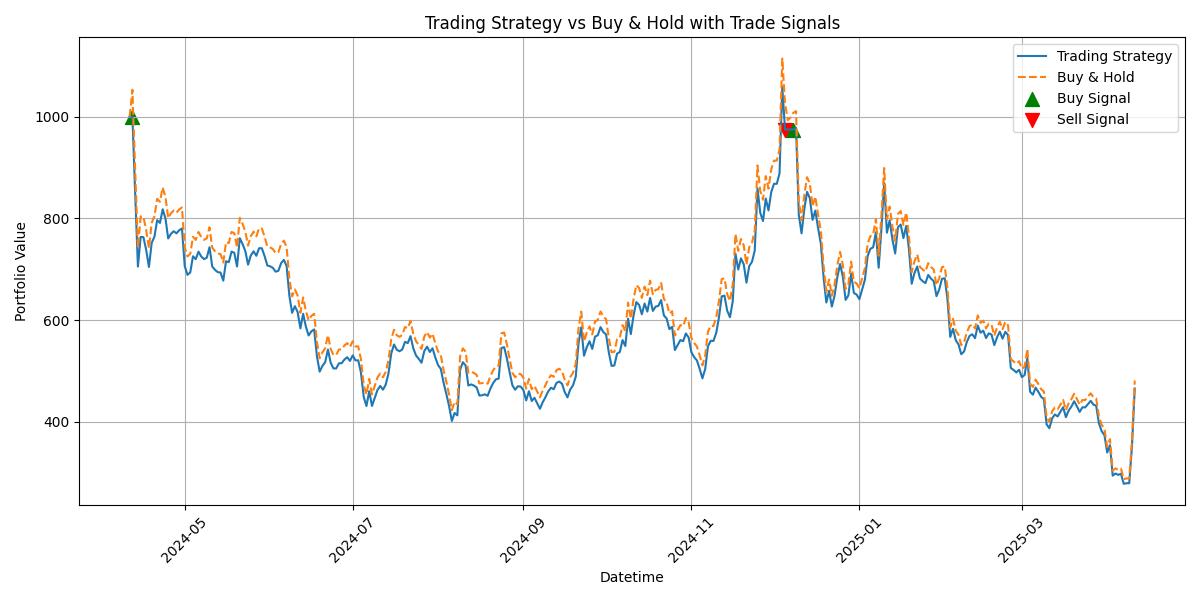 Trading Strategy vs Buy & Hold with Trade Signals
Trading Strategy
Buy & Hold
Buy Signal
Sell Signal
Portfolio Value
1000
800
600
400
2024-05
2024-07
2024-09
2024-11
2025-01
2025-03
Datetime